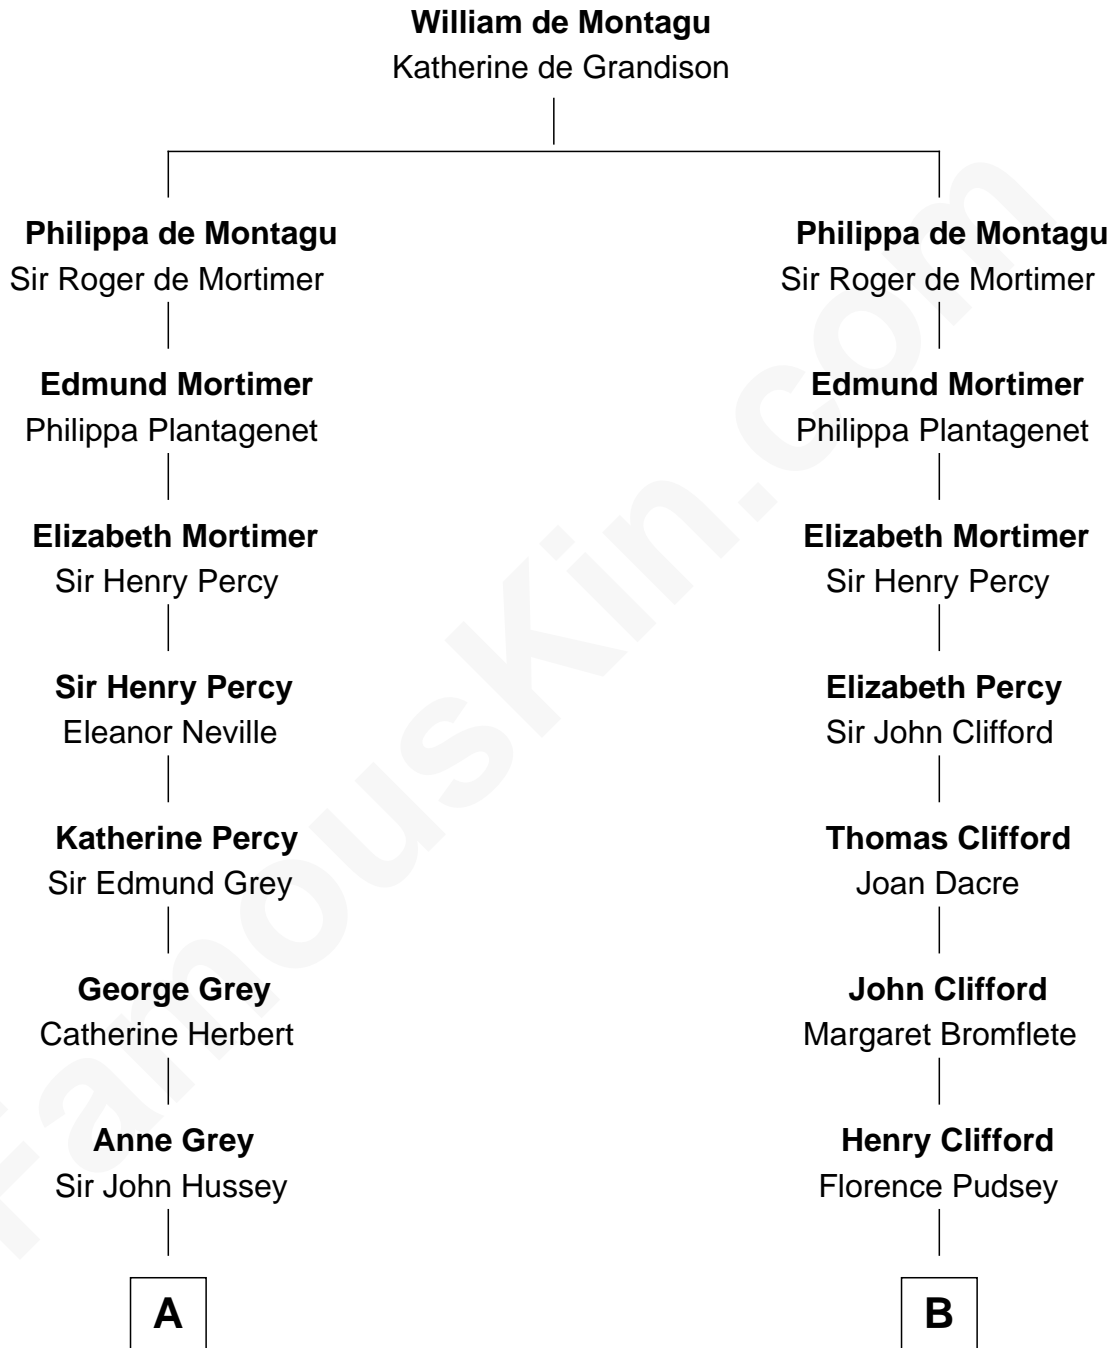 William de Montagu
Katherine de Grandison
Philippa de Montagu
Sir Roger de Mortimer
Edmund Mortimer
Philippa Plantagenet
Elizabeth Mortimer
Sir Henry Percy
Sir Henry Percy
Eleanor Neville
Katherine Percy
Sir Edmund Grey
George Grey
Catherine Herbert
Anne Grey
Sir John Hussey
A
Philippa de Montagu
Sir Roger de Mortimer
Edmund Mortimer
Philippa Plantagenet
Elizabeth Mortimer
Sir Henry Percy
Elizabeth Percy
Sir John Clifford
Thomas Clifford
Joan Dacre
John Clifford
Margaret Bromflete
Henry Clifford
Florence Pudsey
B
FamousKin.com